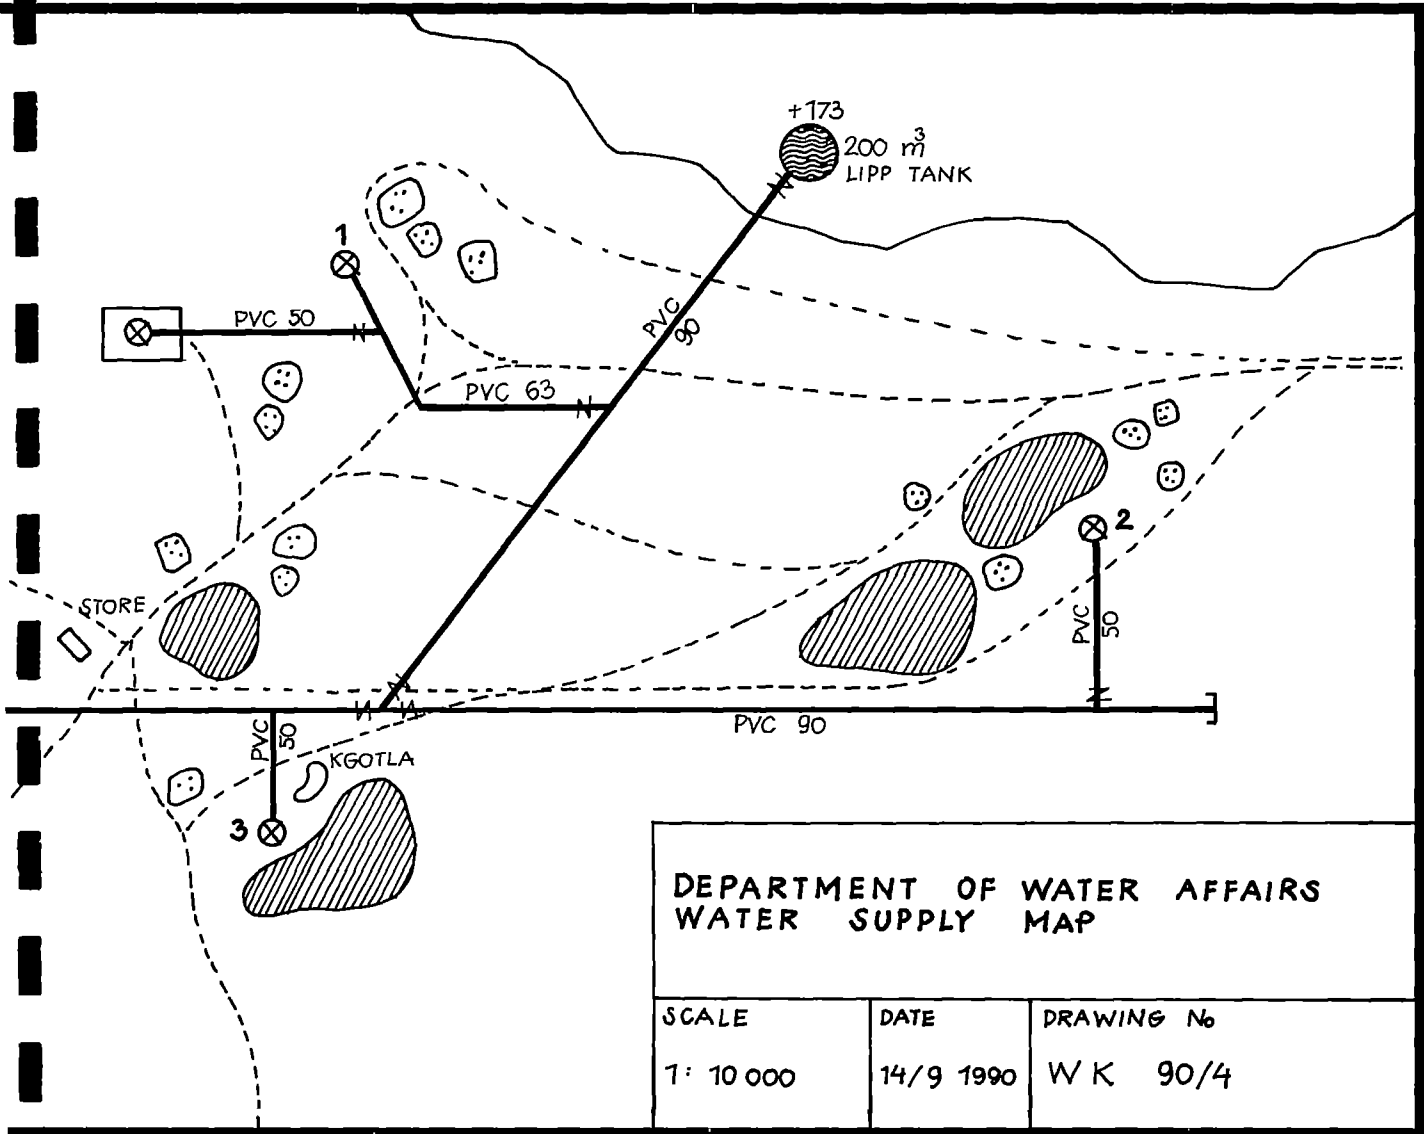 +173
200 m³
LIPP TANK
1
PVC 50
PVC 90
PVC 63
2
STORE
PVC 50
PVC 90
PVC 50
KGOTLA
3
DEPARTMENT OF WATER AFFAIRS
WATER SUPPLY MAP
SCALE
1: 10 000
DATE
14/9 1990
DRAWING No
WK 90/4